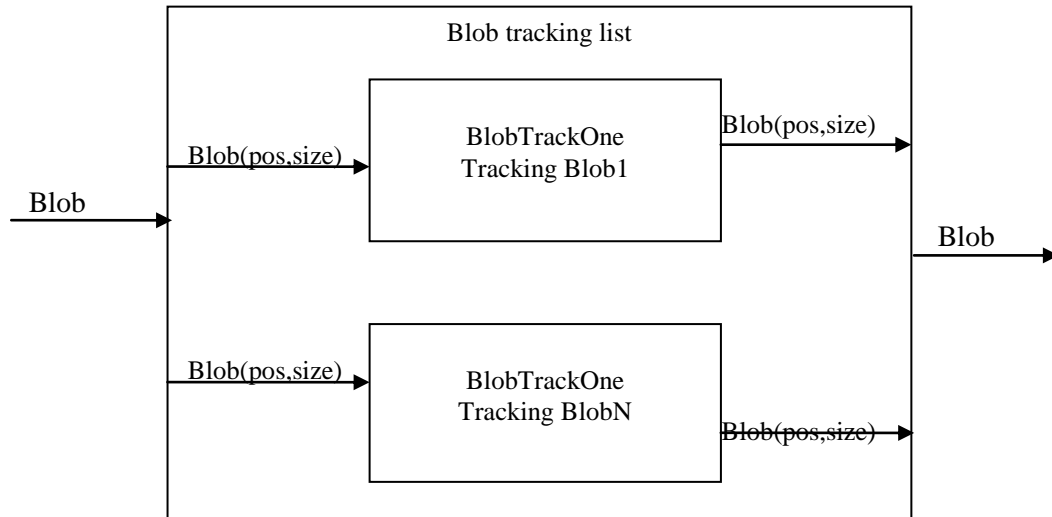 Blob tracking list
BlobTrackOne
Tracking Blob1
Blob(pos,size)
Blob(pos,size)
Blob
Blob
BlobTrackOne
Tracking BlobN
Blob(pos,size)
Blob(pos,size)